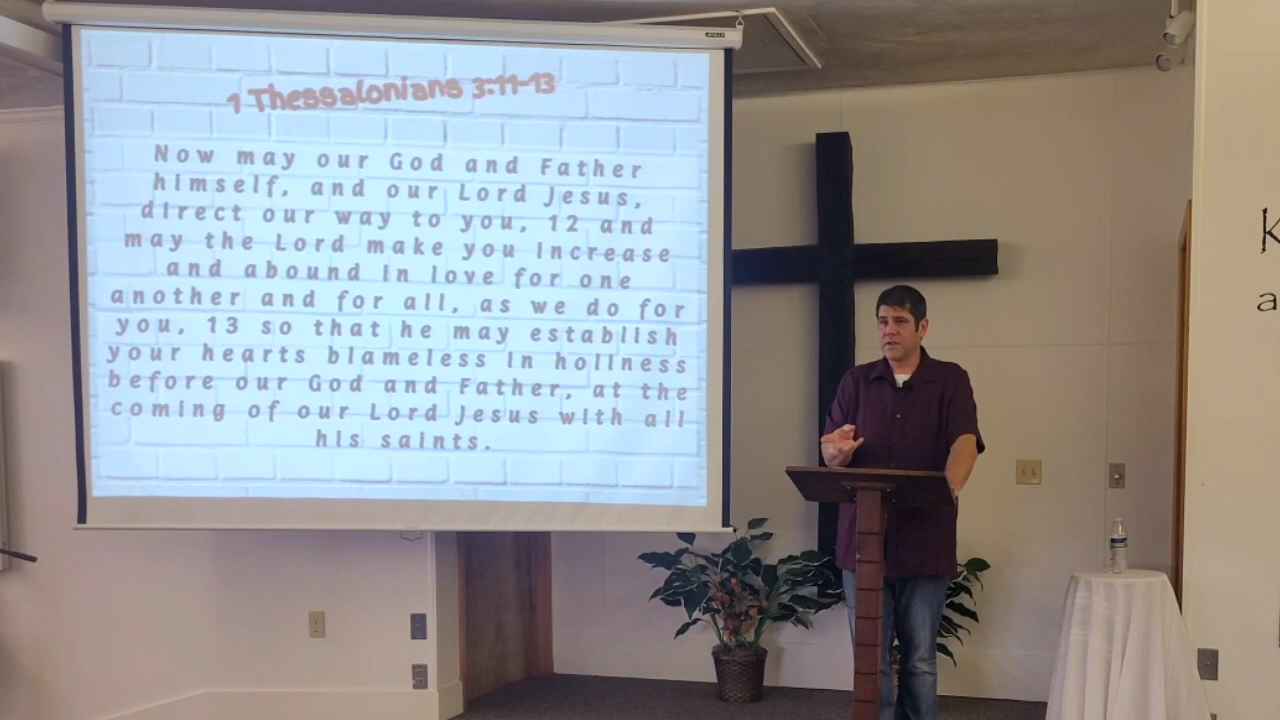 1 Thessalonians 3:11-13
Now may our God and Father
himself, and our Lord Jesus,
direct our way to you, 12 and
may the Lord make you increase
and abound in love for one
another and for all, as we do for
you, 13 so that he may establish
your hearts blameless in holiness
before our God and Father, at the
coming of our Lord Jesus with all
his saints.